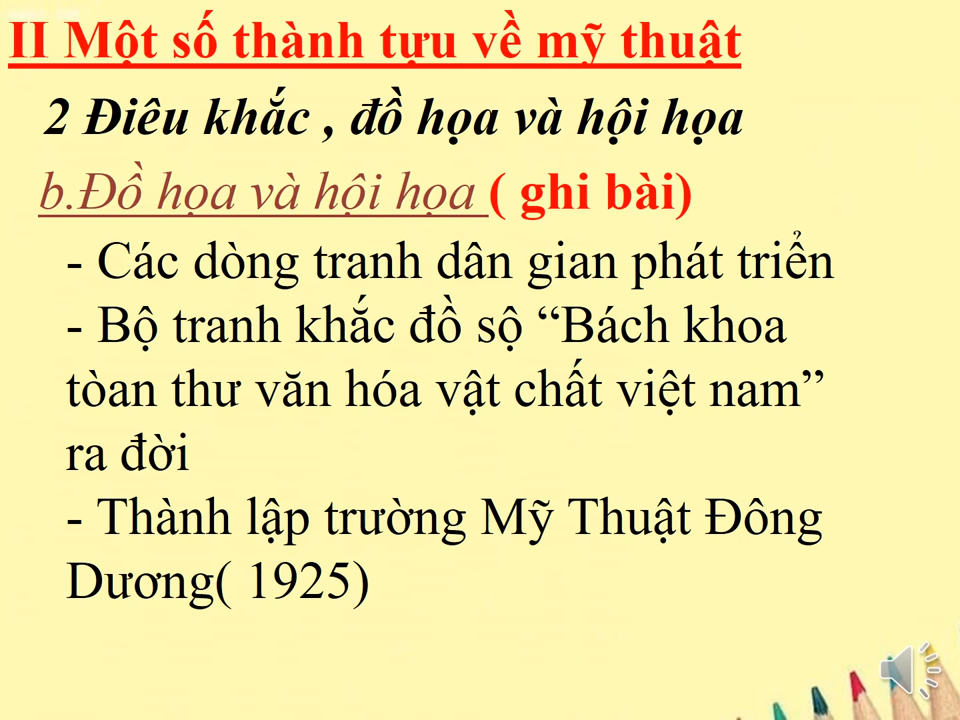 II Một số thành tựu về mỹ thuật
2 Điêu khắc , đồ họa và hội họa
b.Đồ họa và hội họa ( ghi bài)
- Các dòng tranh dân gian phát triển
- Bộ tranh khắc đồ sộ “Bách khoa
tòan thư văn hóa vật chất việt nam”
ra đời
- Thành lập trường Mỹ Thuật Đông
Dương( 1925)